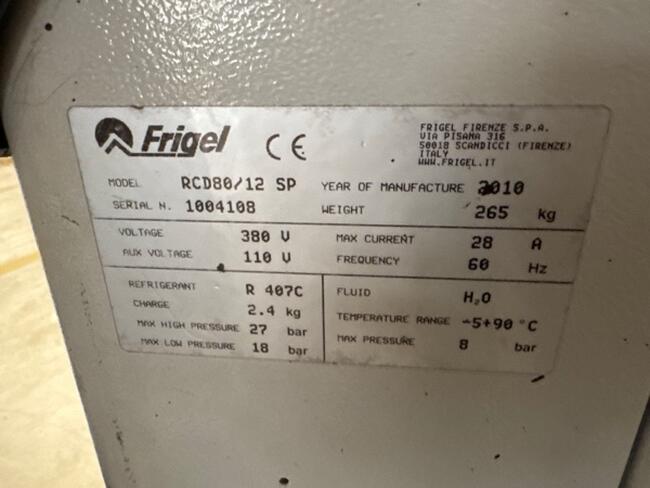 Frigel CE
FRIGEL FIRENZE S.P.A.
VIA PISANA 316
50018 SCANDICCI (FIRENZE)
ITALY
WWW.FRIGEL.IT
MODEL RCD80/12 SP YEAR OF MANUFACTURE 2010
SERIAL N. 1004108 WEIGHT 265 kg
VOLTAGE 380 V MAX CURRENT 28 A
AUX VOLTAGE 110 V FREQUENCY 60 Hz
REFRIGERANT R 407C FLUID H₂O
CHARGE 2.4 kg TEMPERATURE RANGE -5+90 °C
MAX HIGH PRESSURE 27 bar MAX PRESSURE 8 bar
MAX LOW PRESSURE 18 bar